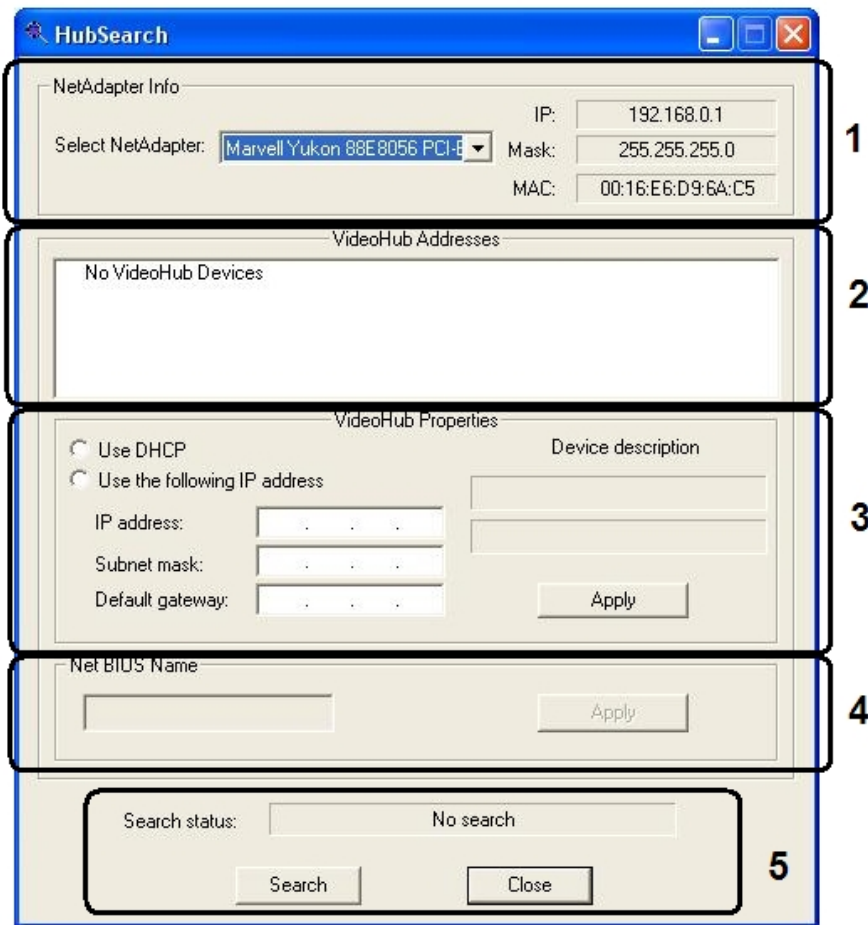 HubSearch
NetAdapter Info
IP: 192.168.0.1
Select NetAdapter: Marvell Yukon 88E8056 PCI-E Mask: 255.255.255.0
MAC: 00:16:E6:D9:6A:C5
1
VideoHub Addresses
No VideoHub Devices
2
VideoHub Properties
Use DHCP
Device description
Use the following IP address
IP address: . . .
Subnet mask: . . .
Default gateway: . . .
Apply
3
Net BIOS Name
Apply
4
Search status: No search
Search Close
5